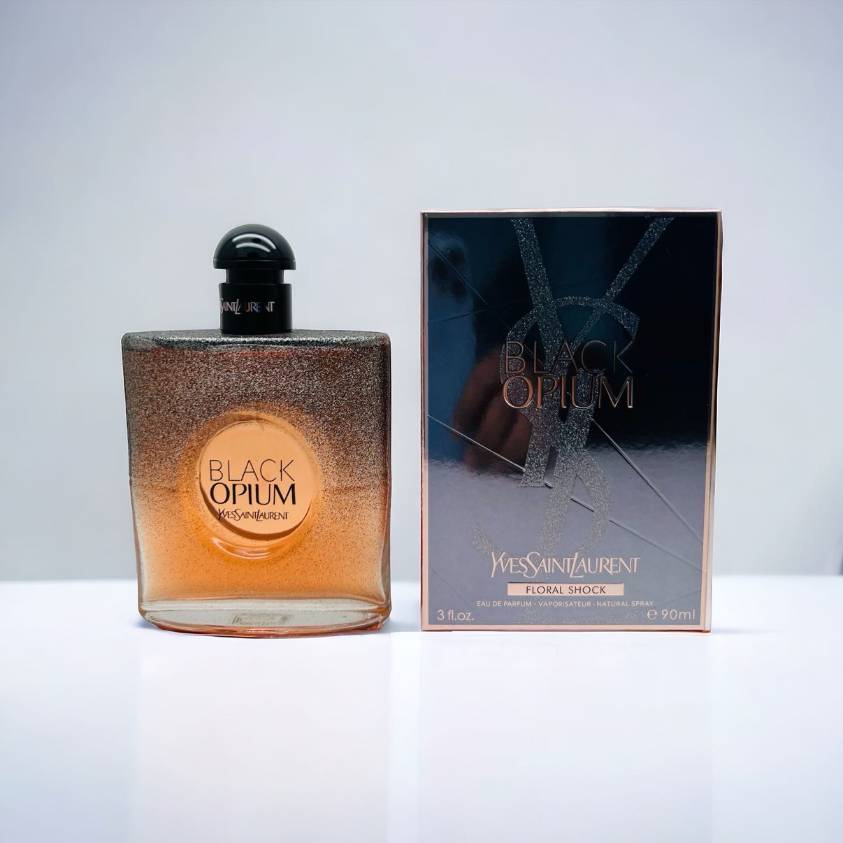 SAINTLAURENT
BLACK
OPIUM
YVESSAINTLAURENT
BLACK
OPIUM
YVESSAINTLAURENT
FLORAL SHOCK
EAU DE PARFUM - VAPORISATEUR - NATURAL SPRAY
3 fl.oz. e 90ml